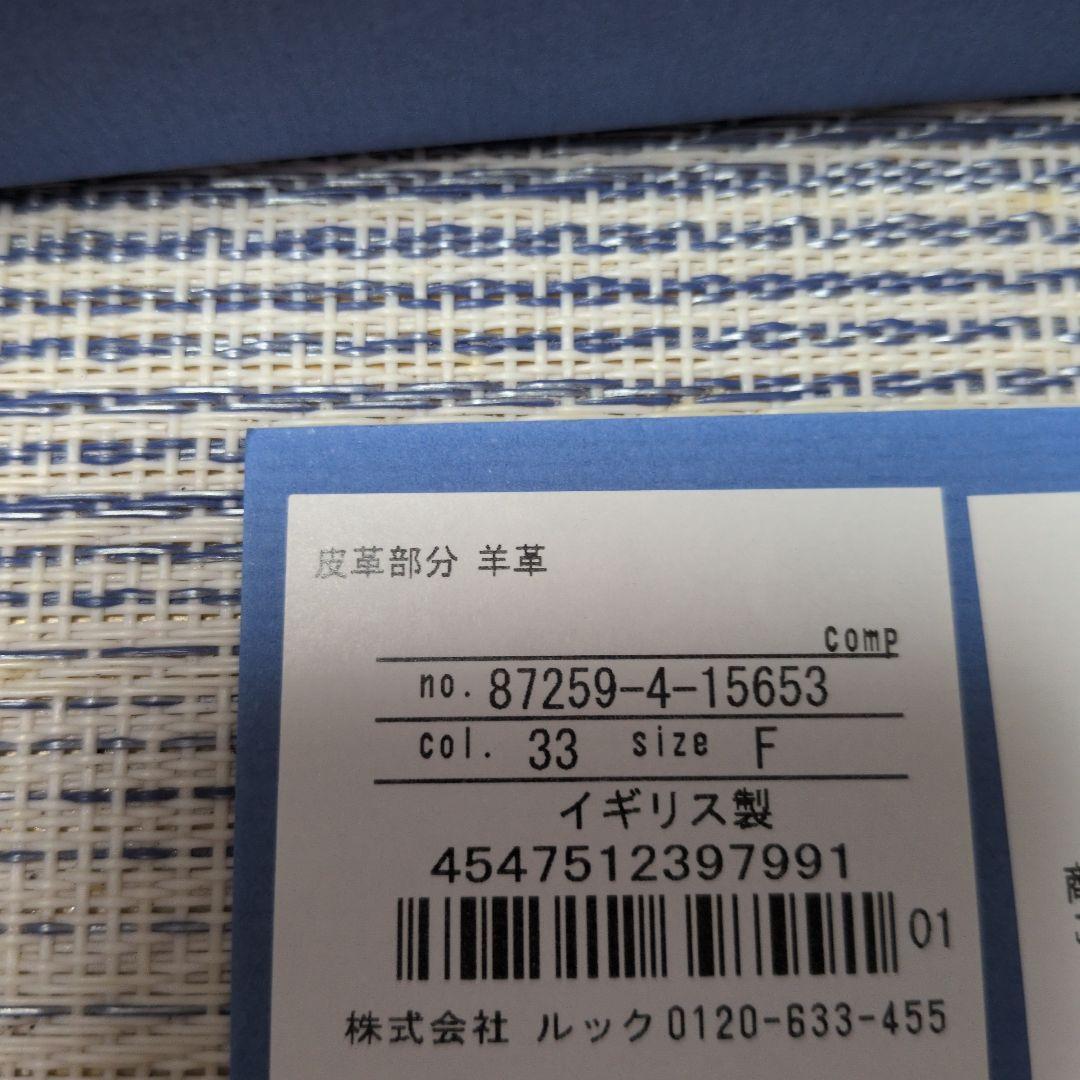 皮革部分 羊革
comp
no. 87259-4-15653
col. 33 size F
イギリス製
4547512397991
01
株式会社 ルック 0120-633-455